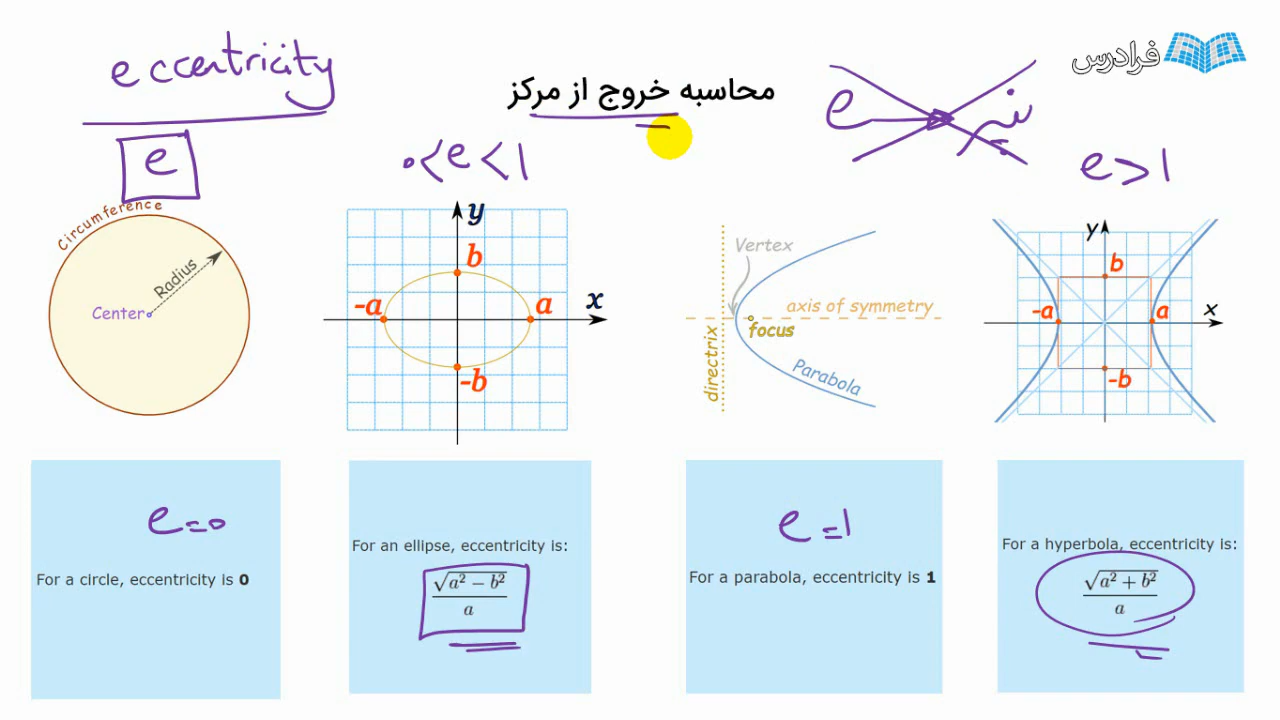 eccentricity
e
محاسبه خروج از مرکز
فرادرس
e
0<e<1
e>1
Circumference
Radius
Center
y
x
b
-a
a
-b
Vertex
axis of symmetry
focus
directrix
Parabola
y
x
b
-a
a
-b
e=0
For a circle, eccentricity is 0
For an ellipse, eccentricity is:
√(a² − b²)
a
e=1
For a parabola, eccentricity is 1
For a hyperbola, eccentricity is:
√(a² + b²)
a